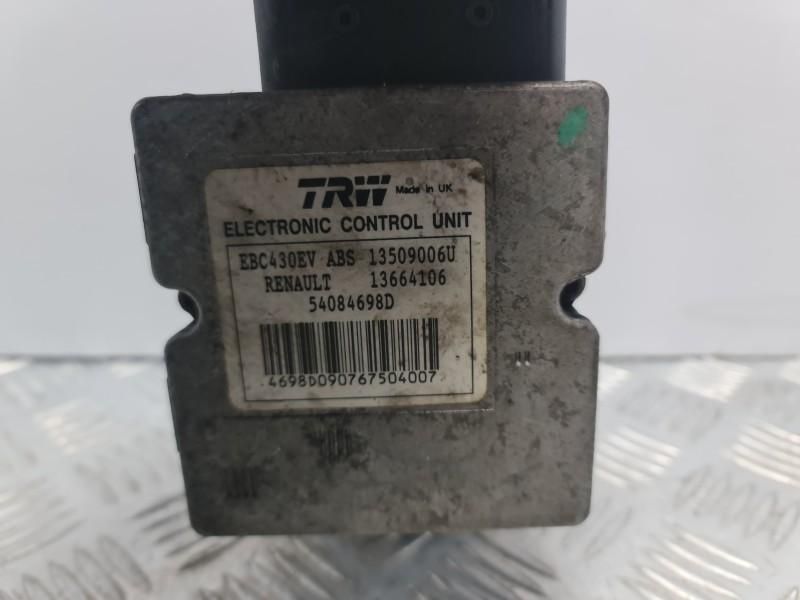 TRW Made in UK
ELECTRONIC CONTROL UNIT
EBC430EV ABS 13509006U
RENAULT 13664106
54084698D
4698D090767504007